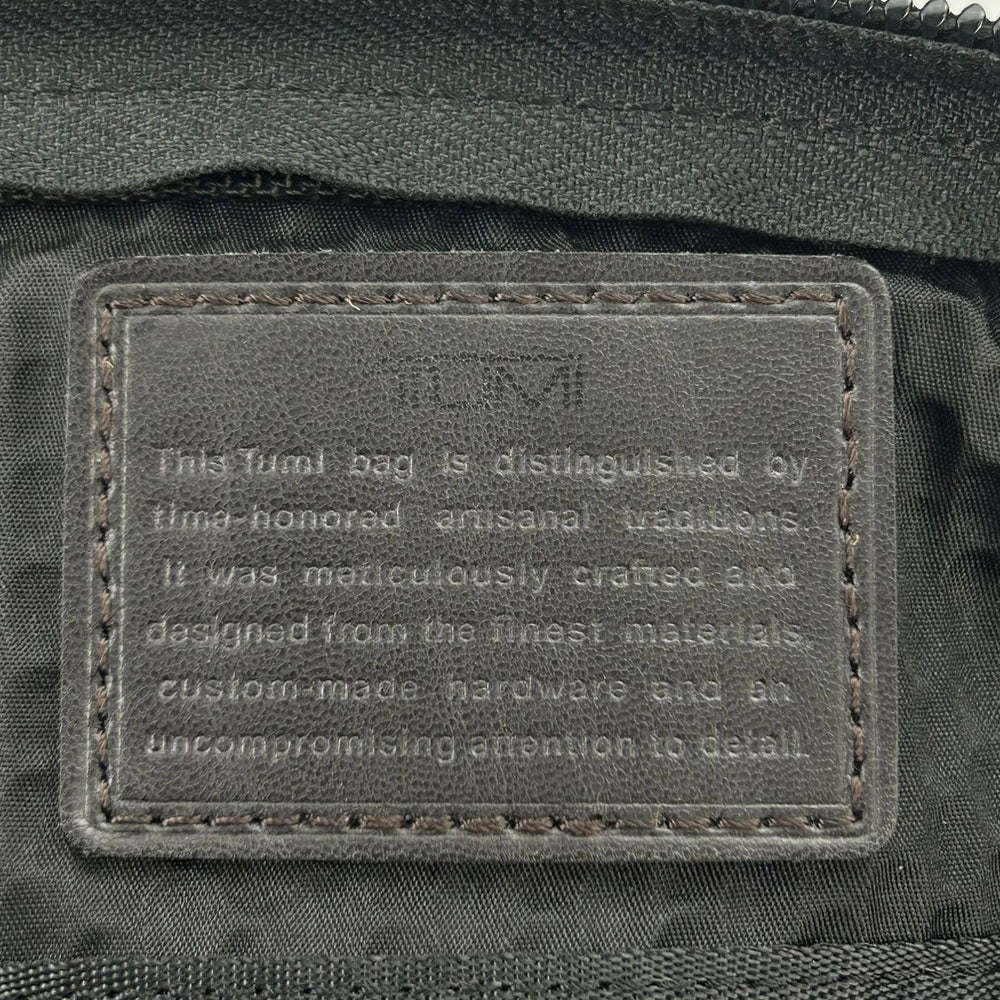 TUMI
This Tumi bag is distinguished by
time-honored artisanal traditions.
It was meticulously crafted and
designed from the finest materials,
custom-made hardware and an
uncompromising attention to detail.